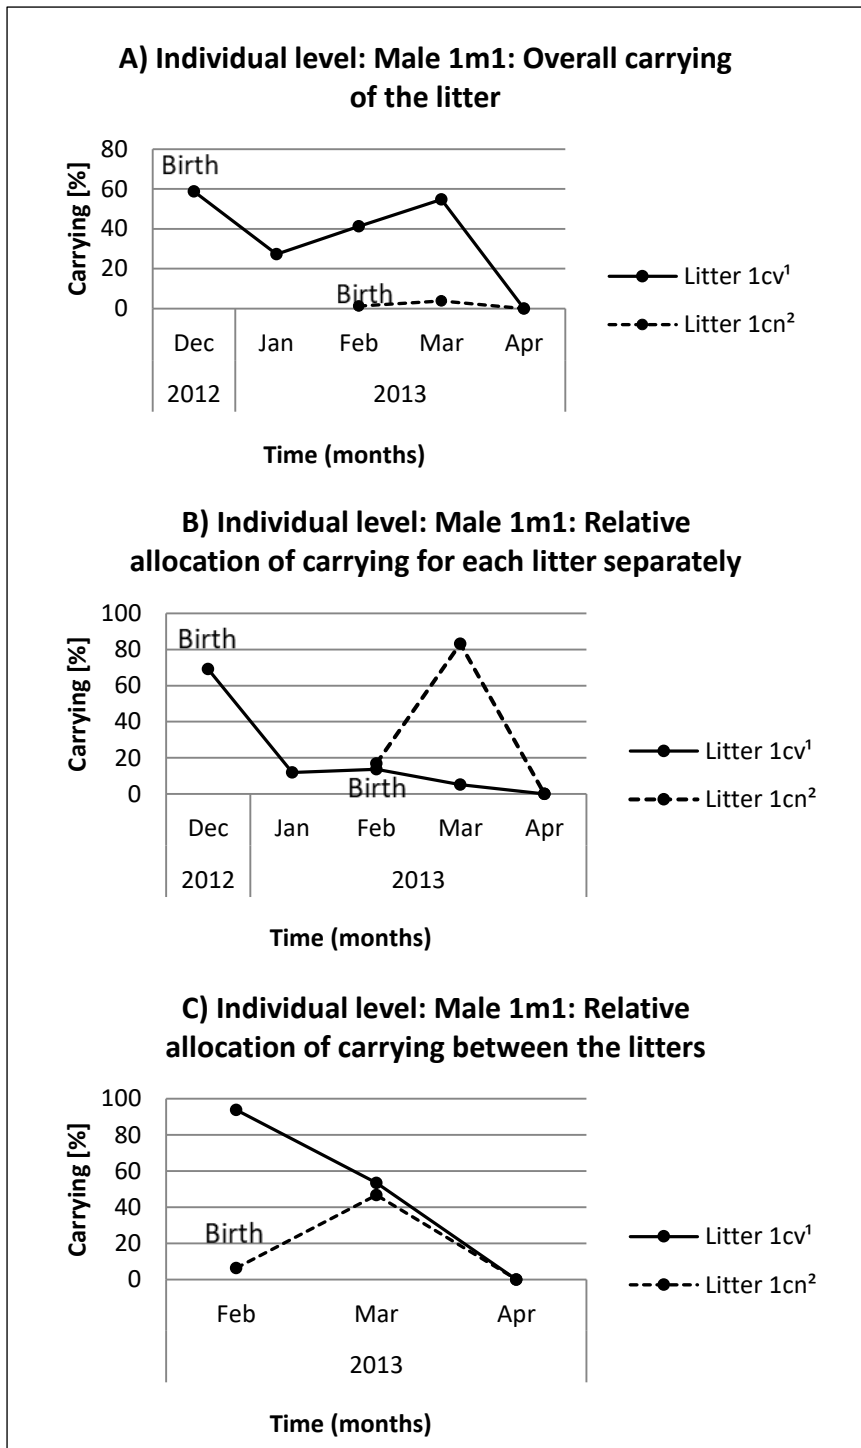 A) Individual level: Male 1m1: Overall carrying
of the litter
Carrying [%]
80
60
40
20
0
Birth
Birth
Dec Jan Feb Mar Apr
2012 2013
Time (months)
Litter 1cv¹
Litter 1cn²
B) Individual level: Male 1m1: Relative
allocation of carrying for each litter separately
Carrying [%]
100
80
60
40
20
0
Birth
Birth
Dec Jan Feb Mar Apr
2012 2013
Time (months)
Litter 1cv¹
Litter 1cn²
C) Individual level: Male 1m1: Relative
allocation of carrying between the litters
Carrying [%]
100
80
60
40
20
0
Birth
Feb Mar Apr
2013
Time (months)
Litter 1cv¹
Litter 1cn²